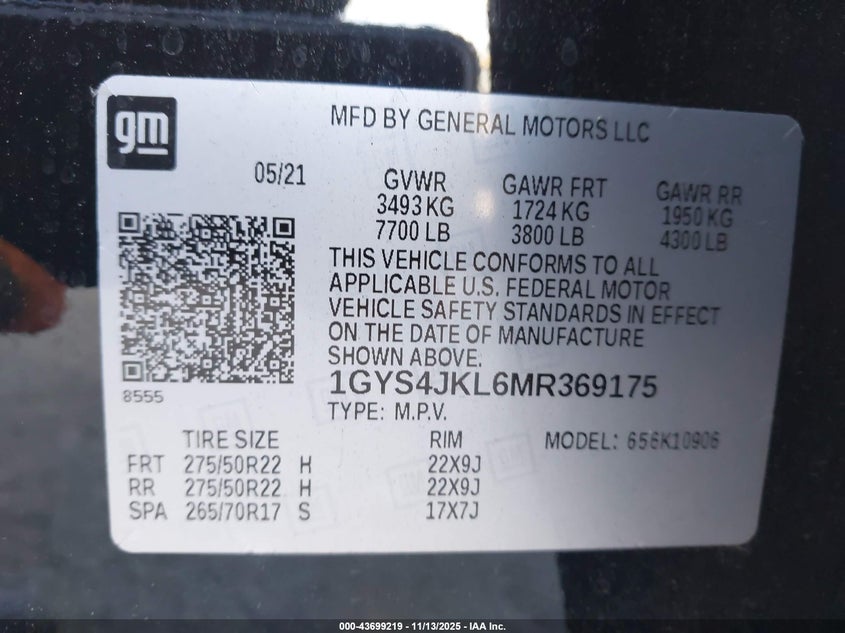 gm
MFD BY GENERAL MOTORS LLC
05/21
GVWR GAWR FRT GAWR RR
3493 KG 1724 KG 1950 KG
7700 LB 3800 LB 4300 LB
THIS VEHICLE CONFORMS TO ALL
APPLICABLE U.S. FEDERAL MOTOR
VEHICLE SAFETY STANDARDS IN EFFECT
ON THE DATE OF MANUFACTURE
SHOWN ABOVE.
8555
1GYS4JKL6MR369175
TYPE: M.P.V.
TIRE SIZE RIM MODEL: 656K10906
FRT 275/50R22 H 22X9J
RR 275/50R22 H 22X9J
SPA 265/70R17 S 17X7J
000-43699219 - 11/13/2025 - IAA Inc.